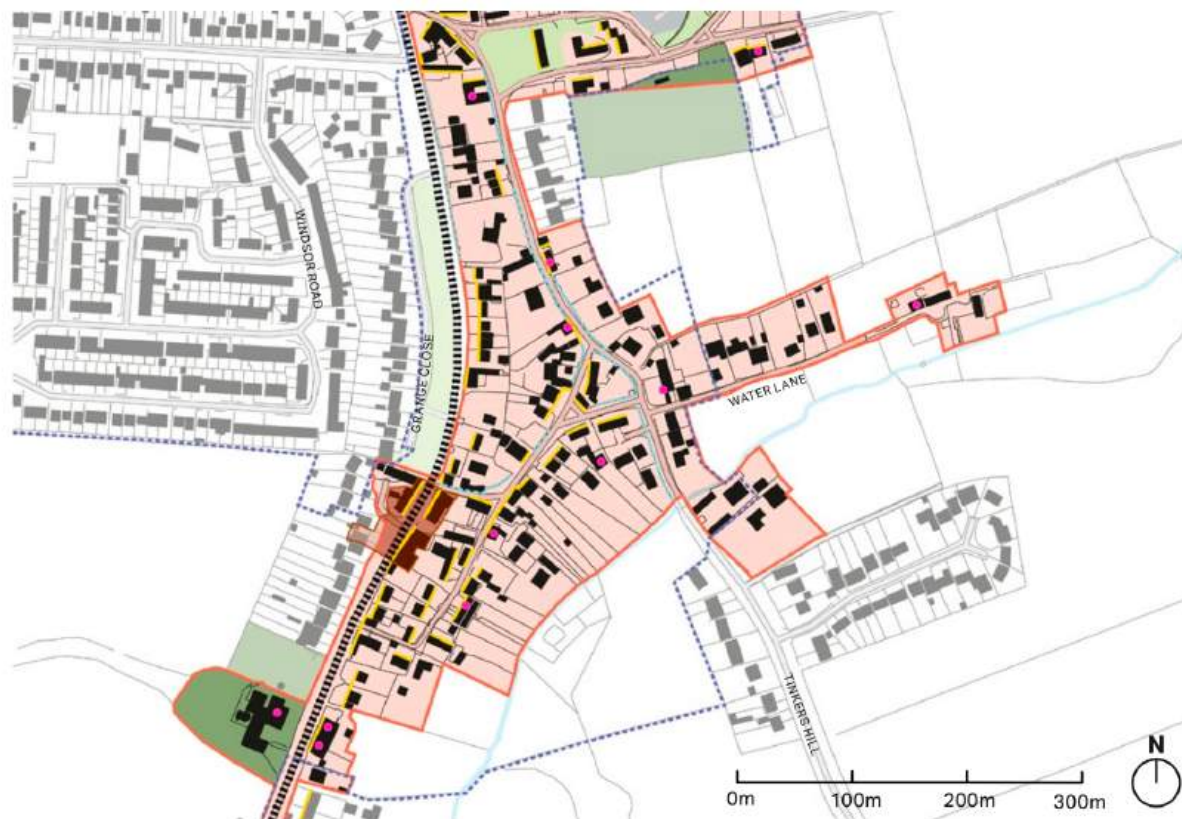 WINDSOR ROAD
GRANGE CLOSE
WATER LANE
TINKERS HILL
N
0m 100m 200m 300m